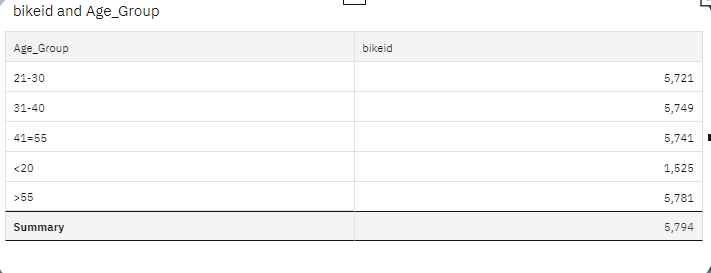 bikeid and Age_Group
Age_Group bikeid
21-30 5,721
31-40 5,749
41=55 5,741
<20 1,525
>55 5,781
Summary 5,794